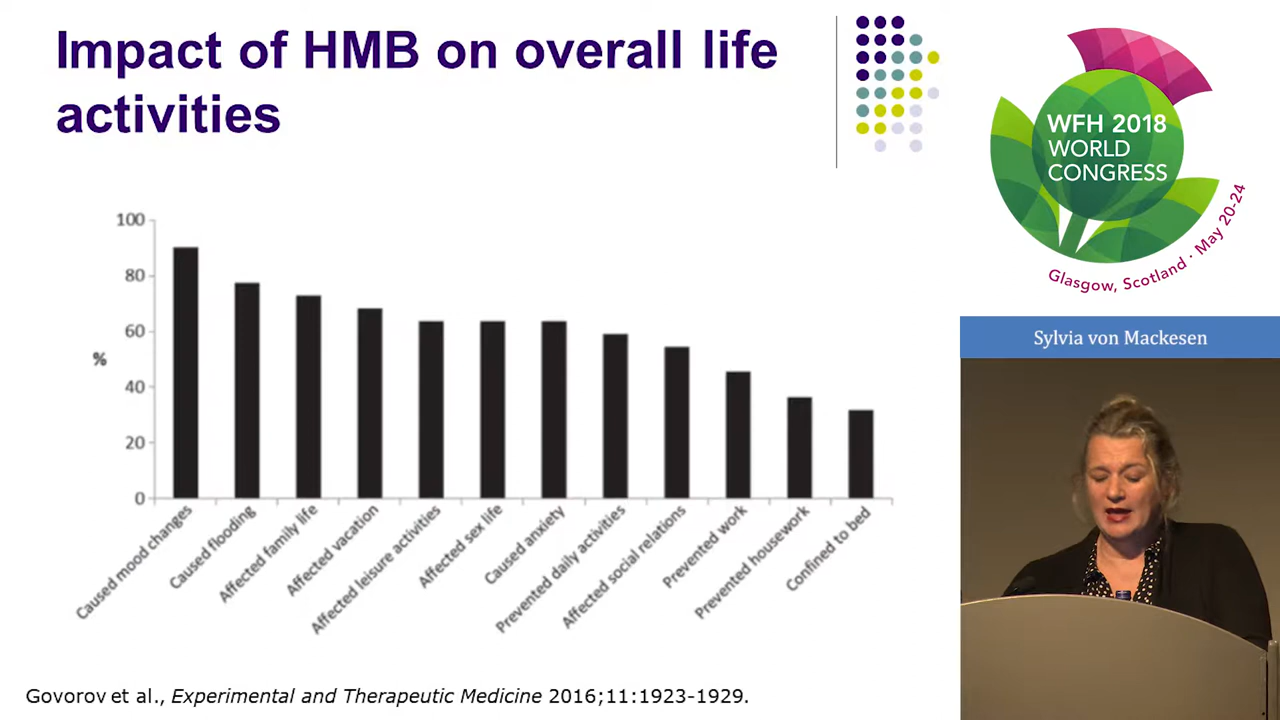 Impact of HMB on overall life
activities
WFH 2018
WORLD
CONGRESS
Glasgow, Scotland · May 20-24
Sylvia von Mackesen
100
80
60
%
40
20
0
Caused mood changes
Caused flooding
Affected family life
Affected vacation
Affected leisure activities
Affected sex life
Caused anxiety
Prevented daily activities
Affected social relations
Prevented work
Prevented housework
Confined to bed
Govorov et al., Experimental and Therapeutic Medicine 2016;11:1923-1929.